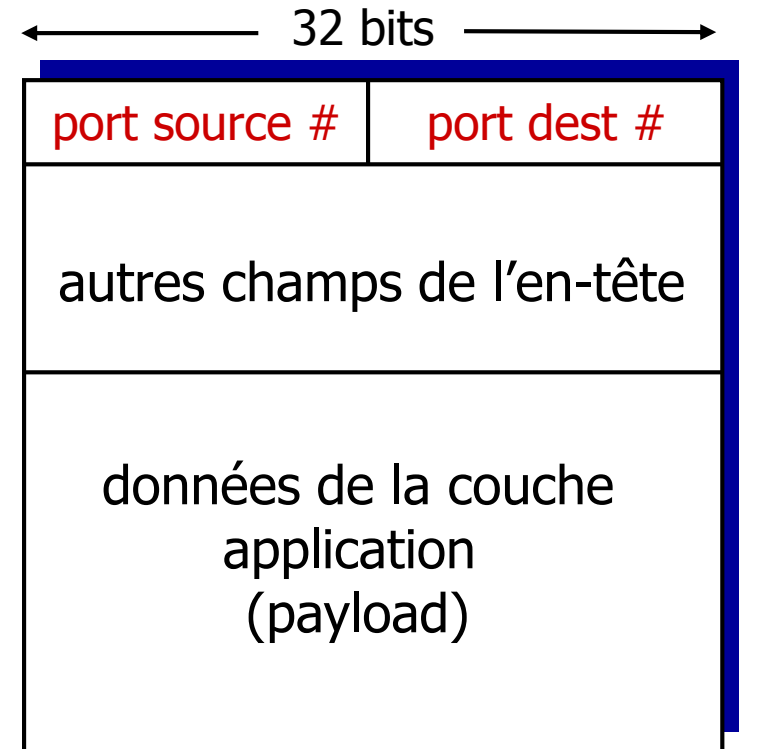 32 bits
port source #
port dest #
autres champs de l’en-tête
données de la couche
application
(payload)